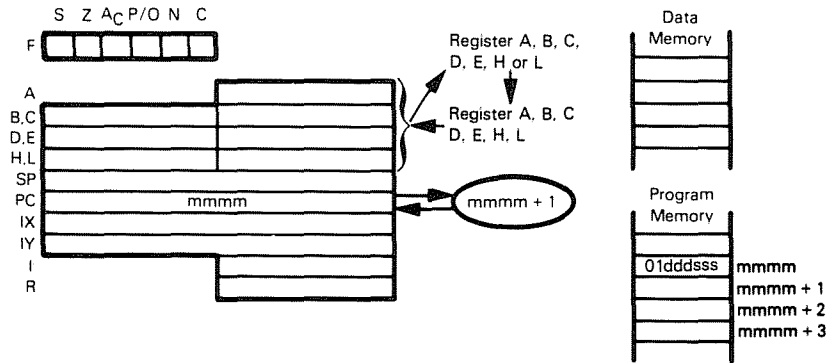 S Z AC P/O N C
F
A
B,C
D,E
H,L
SP
PC
IX
IY
I
R
mmmm
Register A, B, C,
D, E, H or L
Register A, B, C
D, E, H, L
mmmm + 1
Data
Memory
Program
Memory
01dddsss mmmm
mmmm + 1
mmmm + 2
mmmm + 3